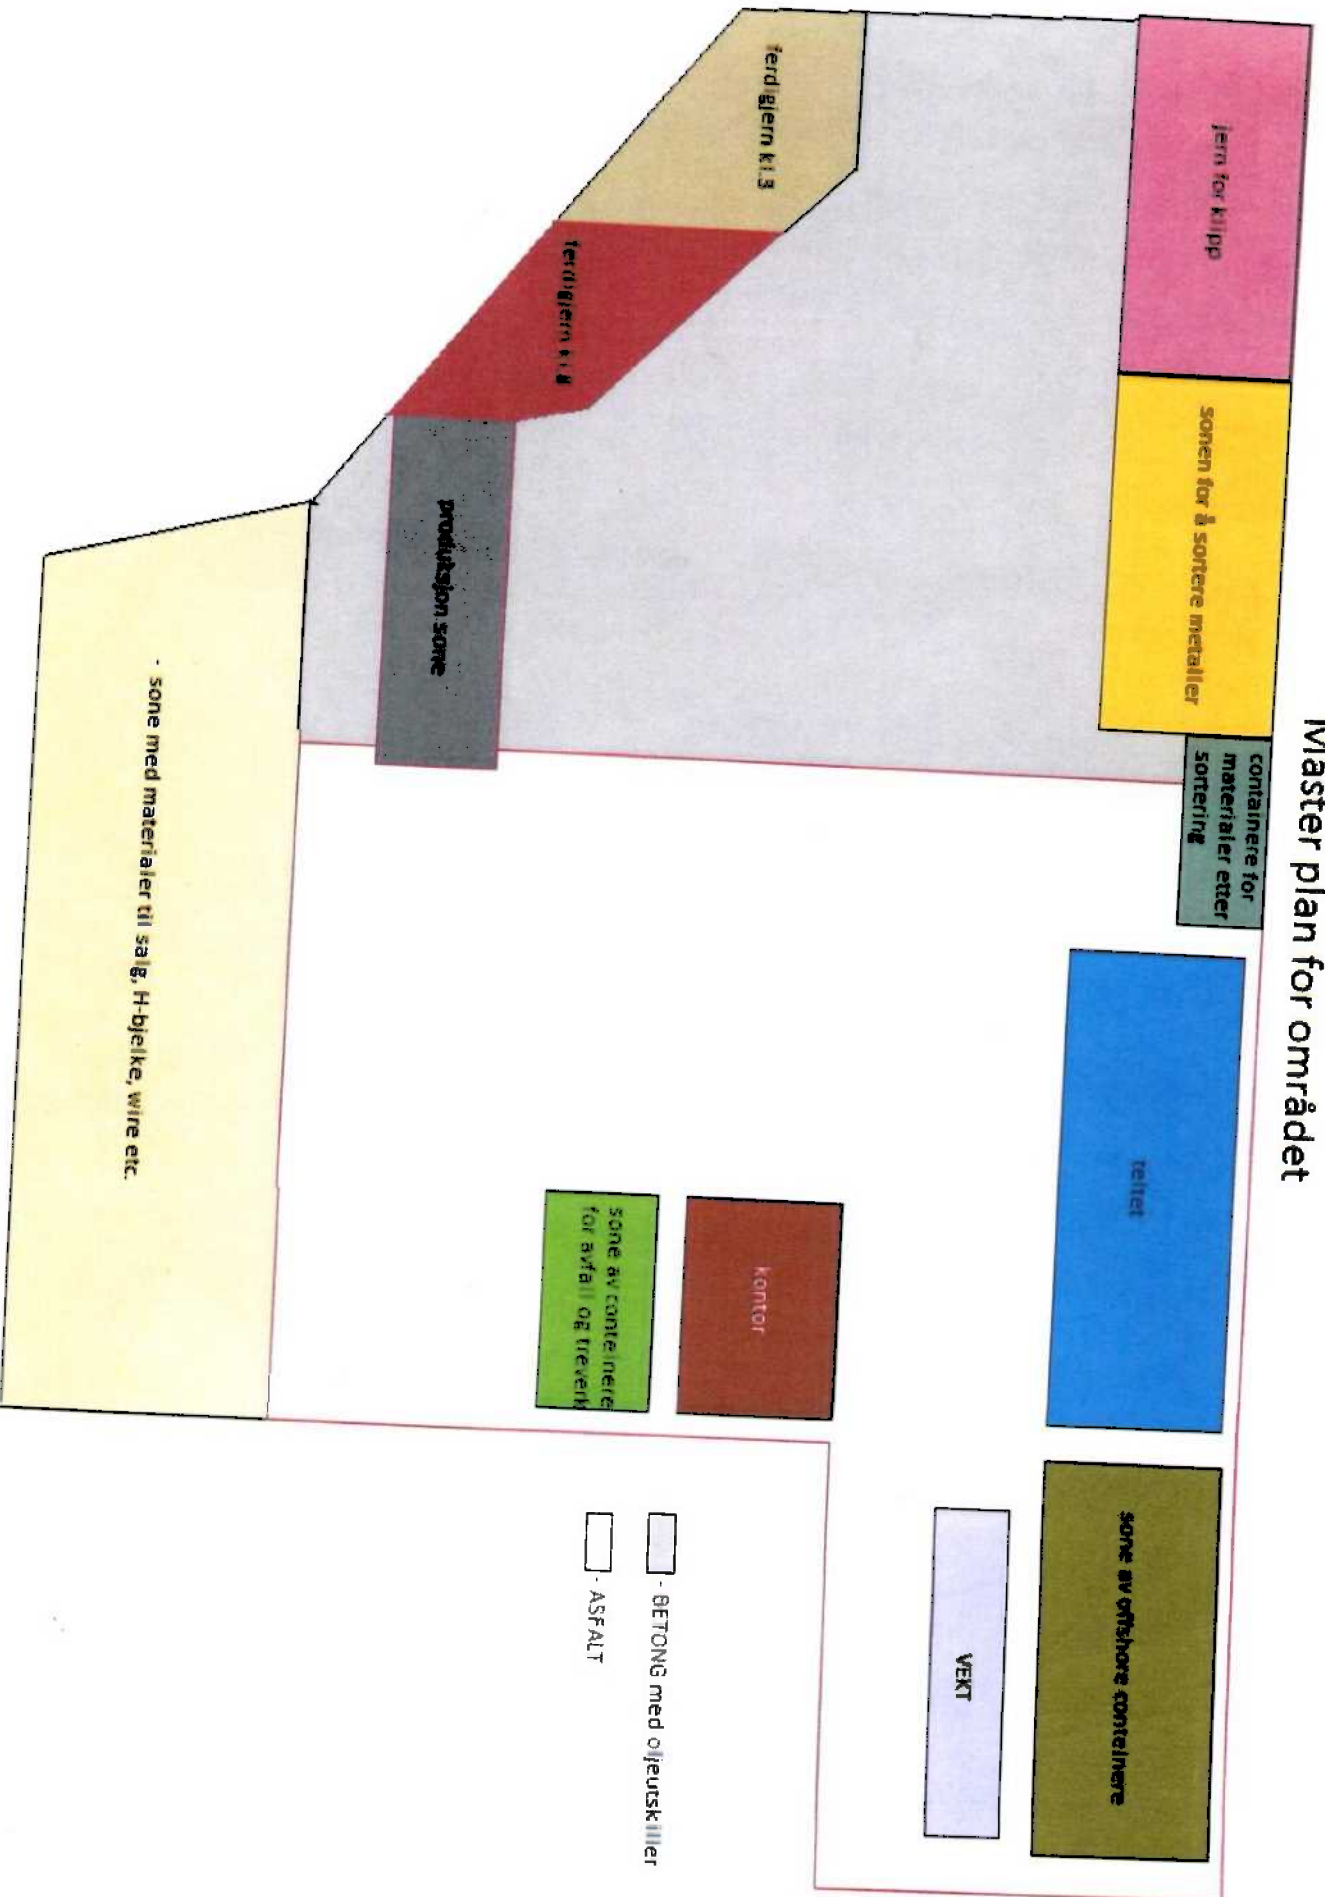 Master plan for området
jern for klipp
sonen for å sortere metaller
containere for
materialer etter
sortering
teltet
sone av offshore conteinere
VEKT
ferdigjern kl.3
ferdigjern kl.
produksjon sone
kontor
sone av conteinere
for avfall og treverk
- BETONG med oljeutskiller
- ASFALT
- sone med materialer til salg, H-bjelke, wire etc.